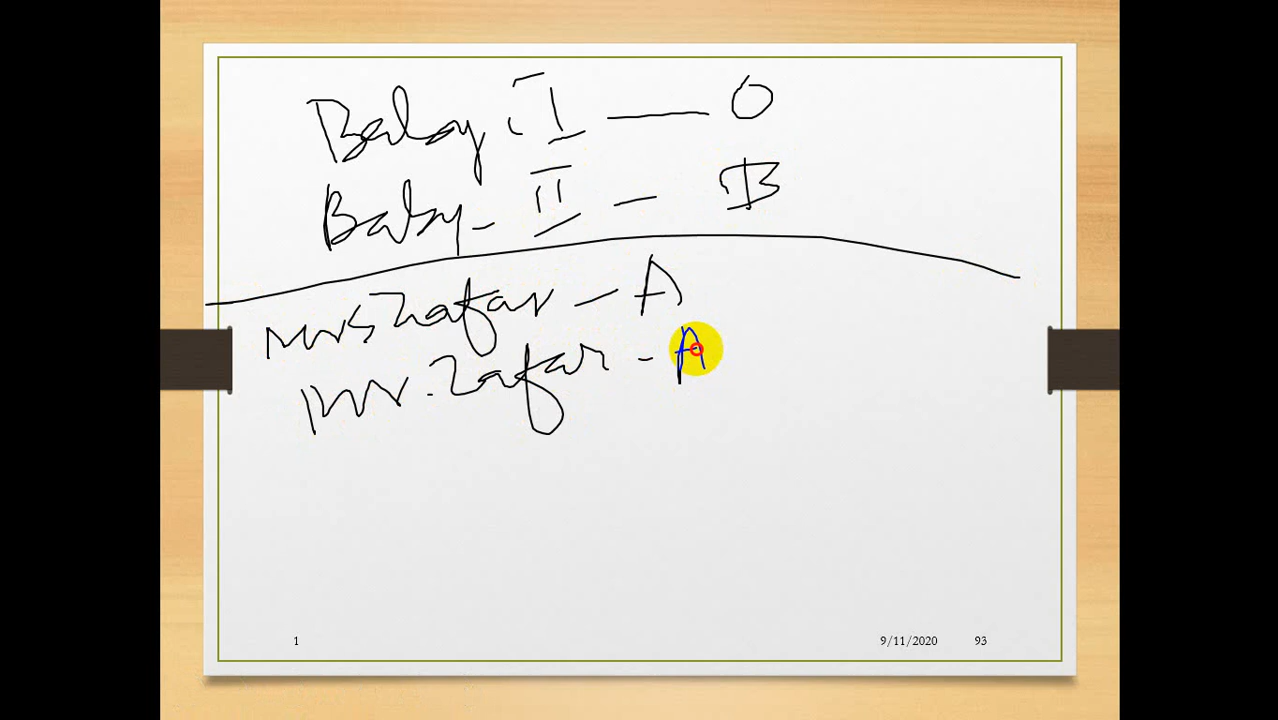 Baby I — O
Baby - II - B
Mrs Zafar - A
Mr. Zafar - A
1
9/11/2020
93